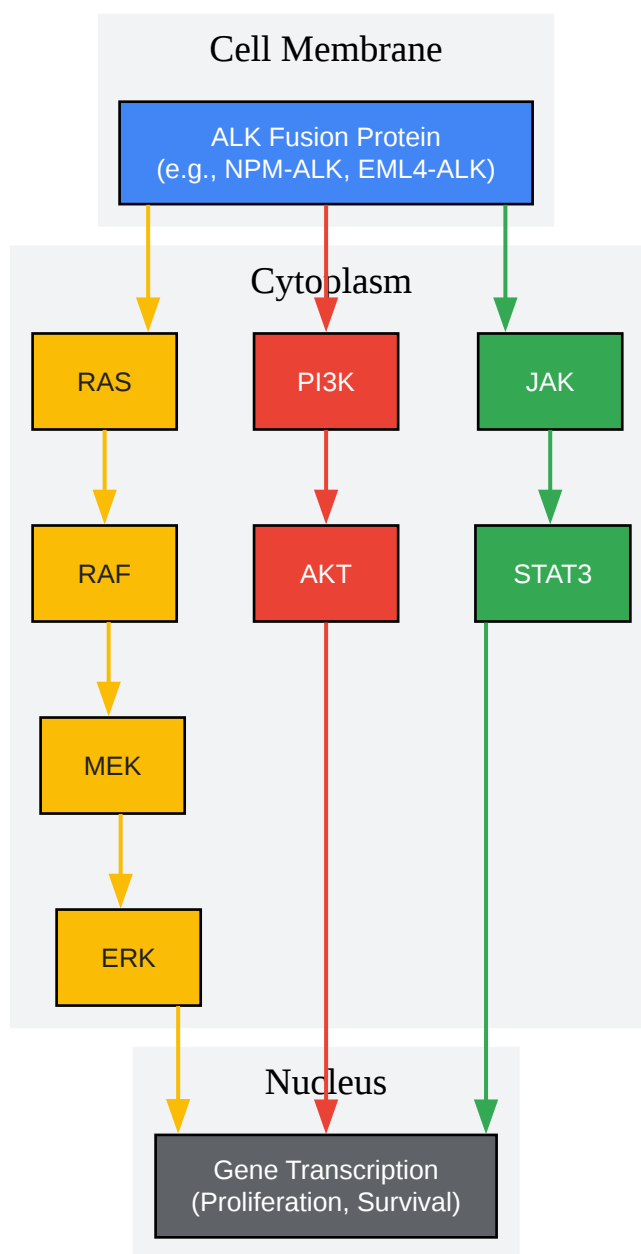 Cell Membrane
ALK Fusion Protein
(e.g., NPM-ALK, EML4-ALK)
Cytoplasm
RAS
PI3K
JAK
RAF
AKT
STAT3
MEK
ERK
Nucleus
Gene Transcription
(Proliferation, Survival)